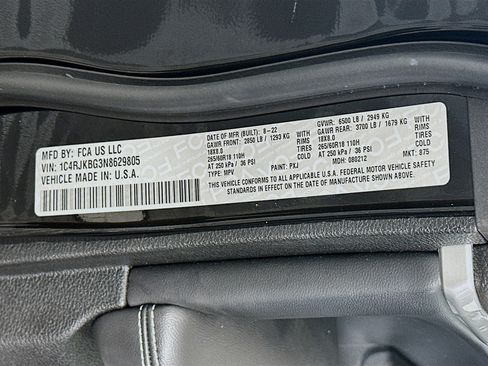 MFD BY: FCA US LLC
VIN: 1C4RJKBG3N8629805
VEHICLE MADE IN: U.S.A.
DATE OF MFR (BUILT): 8-22
GAWR FRONT: 2850 LB / 1293 KG
WITH TIRES RIMS COLD
18X8.0
265/60R18 110H
AT 250 kPa / 36 PSI
TYPE: MPV
PAINT: PXJ
GVWR: 6500 LB / 2949 KG
GAWR REAR: 3700 LB / 1679 KG
WITH TIRES RIMS COLD
18X8.0
265/60R18 110H
AT 250 kPa / 36 PSI
MDH: 080212
MKT: 875
THIS VEHICLE CONFORMS TO ALL APPLICABLE U.S.A. FEDERAL MOTOR VEHICLE SAFETY STANDARDS
IN EFFECT ON THE DATE OF MANUFACTURE SHOWN ABOVE.